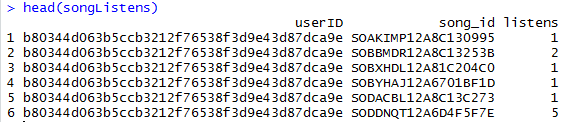 > head(songListens)
userID song_id listens
1 b80344d063b5ccb3212f76538f3d9e43d87dca9e SOAKIMP12A8C130995 1
2 b80344d063b5ccb3212f76538f3d9e43d87dca9e SOBBMDR12A8C13253B 2
3 b80344d063b5ccb3212f76538f3d9e43d87dca9e SOBXHDL12A81C204C0 1
4 b80344d063b5ccb3212f76538f3d9e43d87dca9e SOBYHAJ12A6701BF1D 1
5 b80344d063b5ccb3212f76538f3d9e43d87dca9e SODACBL12A8C13C273 1
6 b80344d063b5ccb3212f76538f3d9e43d87dca9e SODDNQT12A6D4F5F7E 5